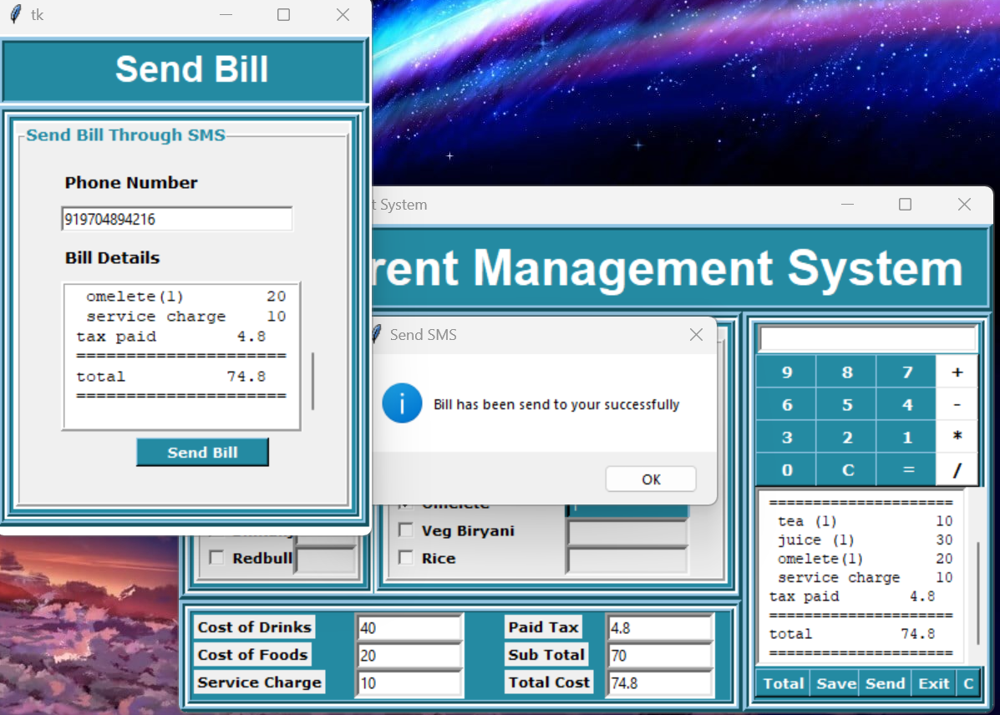 tk
Send Bill
Send Bill Through SMS
Phone Number
919704894216
Bill Details
omelete(1) 20
service charge 10
tax paid 4.8
=====================
total 74.8
=====================
Send Bill
t System
rent Management System
Send SMS
Bill has been send to your successfully
OK
Omelete
Veg Biryani
Redbull
Rice
Cost of Drinks 40
Paid Tax 4.8
Cost of Foods 20
Sub Total 70
Service Charge 10
Total Cost 74.8
9 8 7 +
6 5 4 -
3 2 1 *
0 C = /
=====================
tea (1) 10
juice (1) 30
omelete(1) 20
service charge 10
tax paid 4.8
=====================
total 74.8
=====================
Total Save Send Exit C